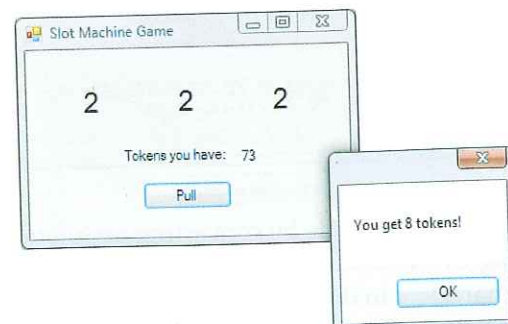 Slot Machine Game
2 2 2
Tokens you have: 73
Pull
You get 8 tokens!
OK